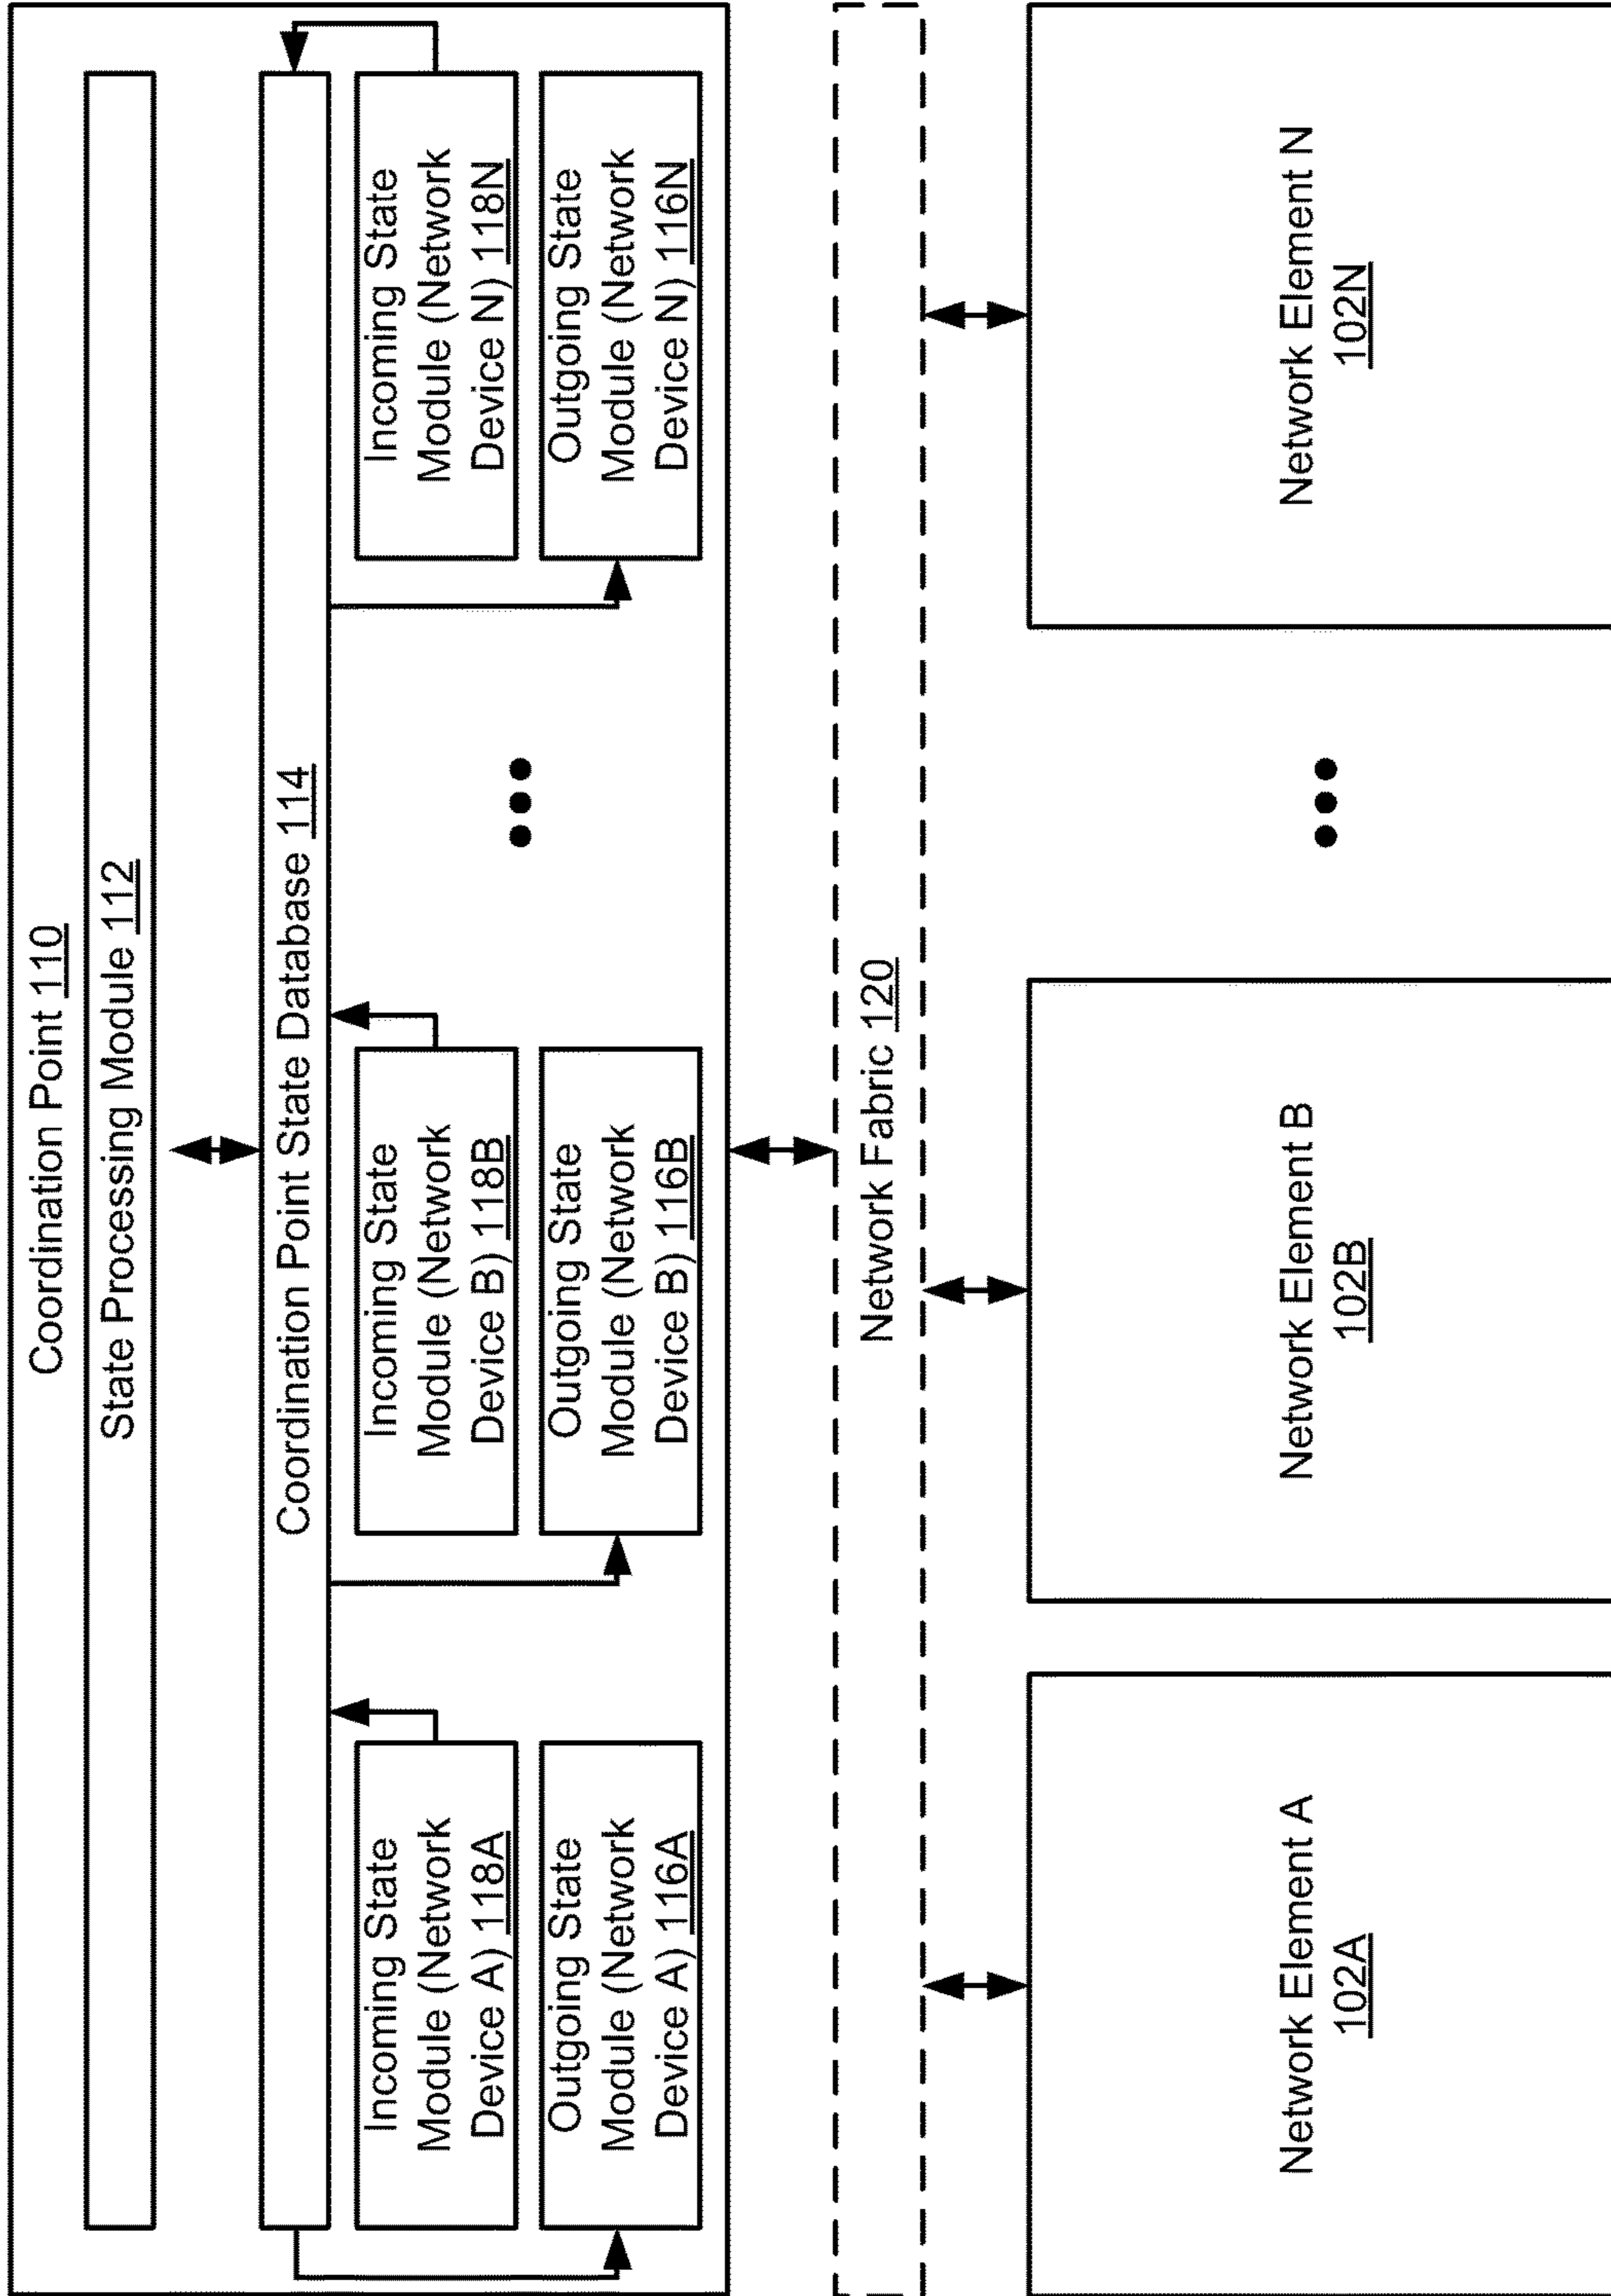 Coordination Point 110
State Processing Module 112
Coordination Point State Database 114
Incoming State
Module (Network
Device A) 118A
Outgoing State
Module (Network
Device A) 116A
Incoming State
Module (Network
Device B) 118B
Outgoing State
Module (Network
Device B) 116B
Incoming State
Module (Network
Device N) 118N
Outgoing State
Module (Network
Device N) 116N
Network Fabric 120
Network Element A
102A
Network Element B
102B
Network Element N
102N